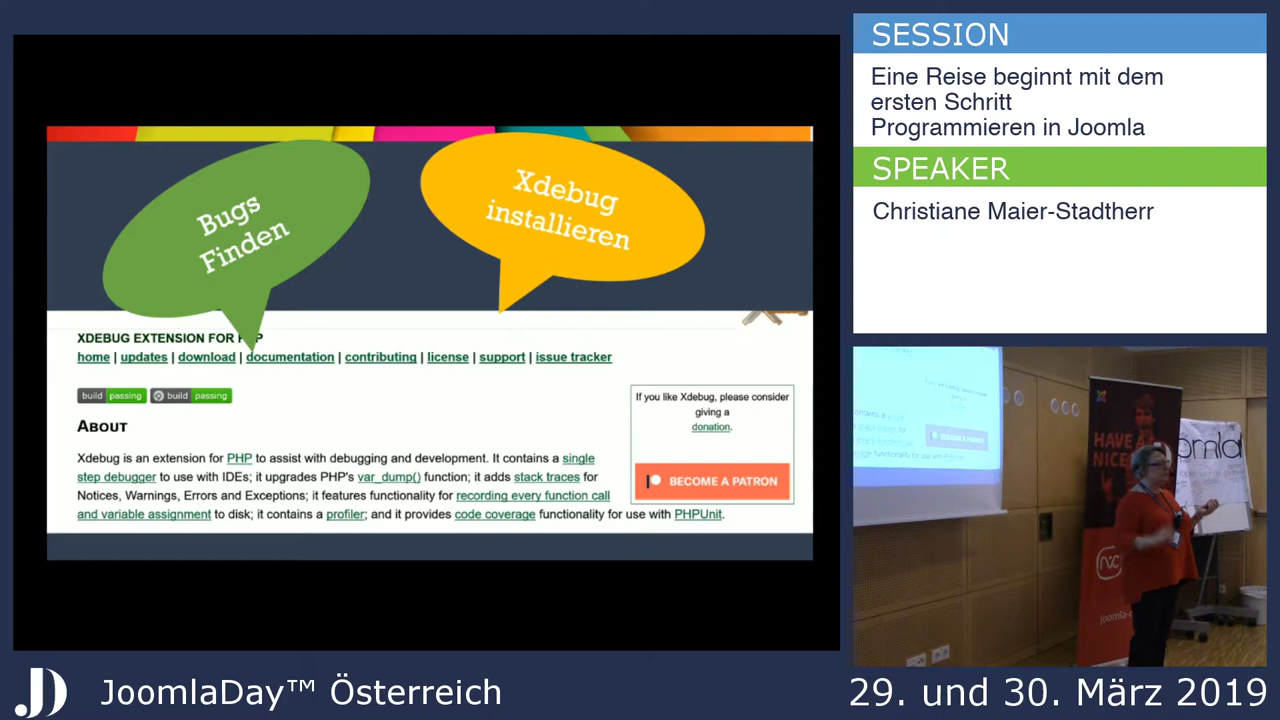 SESSION
Eine Reise beginnt mit dem
ersten Schritt
Programmieren in Joomla
SPEAKER
Christiane Maier-Stadtherr
Bugs
Finden
Xdebug
installieren
XDEBUG EXTENSION FOR P P
home | updates | download | documentation | contributing | license | support | issue tracker
build passing build passing
ABOUT
Xdebug is an extension for PHP to assist with debugging and development. It contains a single
step debugger to use with IDEs; it upgrades PHP's var_dump() function; it adds stack traces for
Notices, Warnings, Errors and Exceptions; it features functionality for recording every function call
and variable assignment to disk; it contains a profiler; and it provides code coverage functionality for use with PHPUnit.
If you like Xdebug, please consider
giving a
donation.
BECOME A PATRON
HAVE A
NICE
joomla
JoomlaDay™ Österreich
29. und 30. März 2019